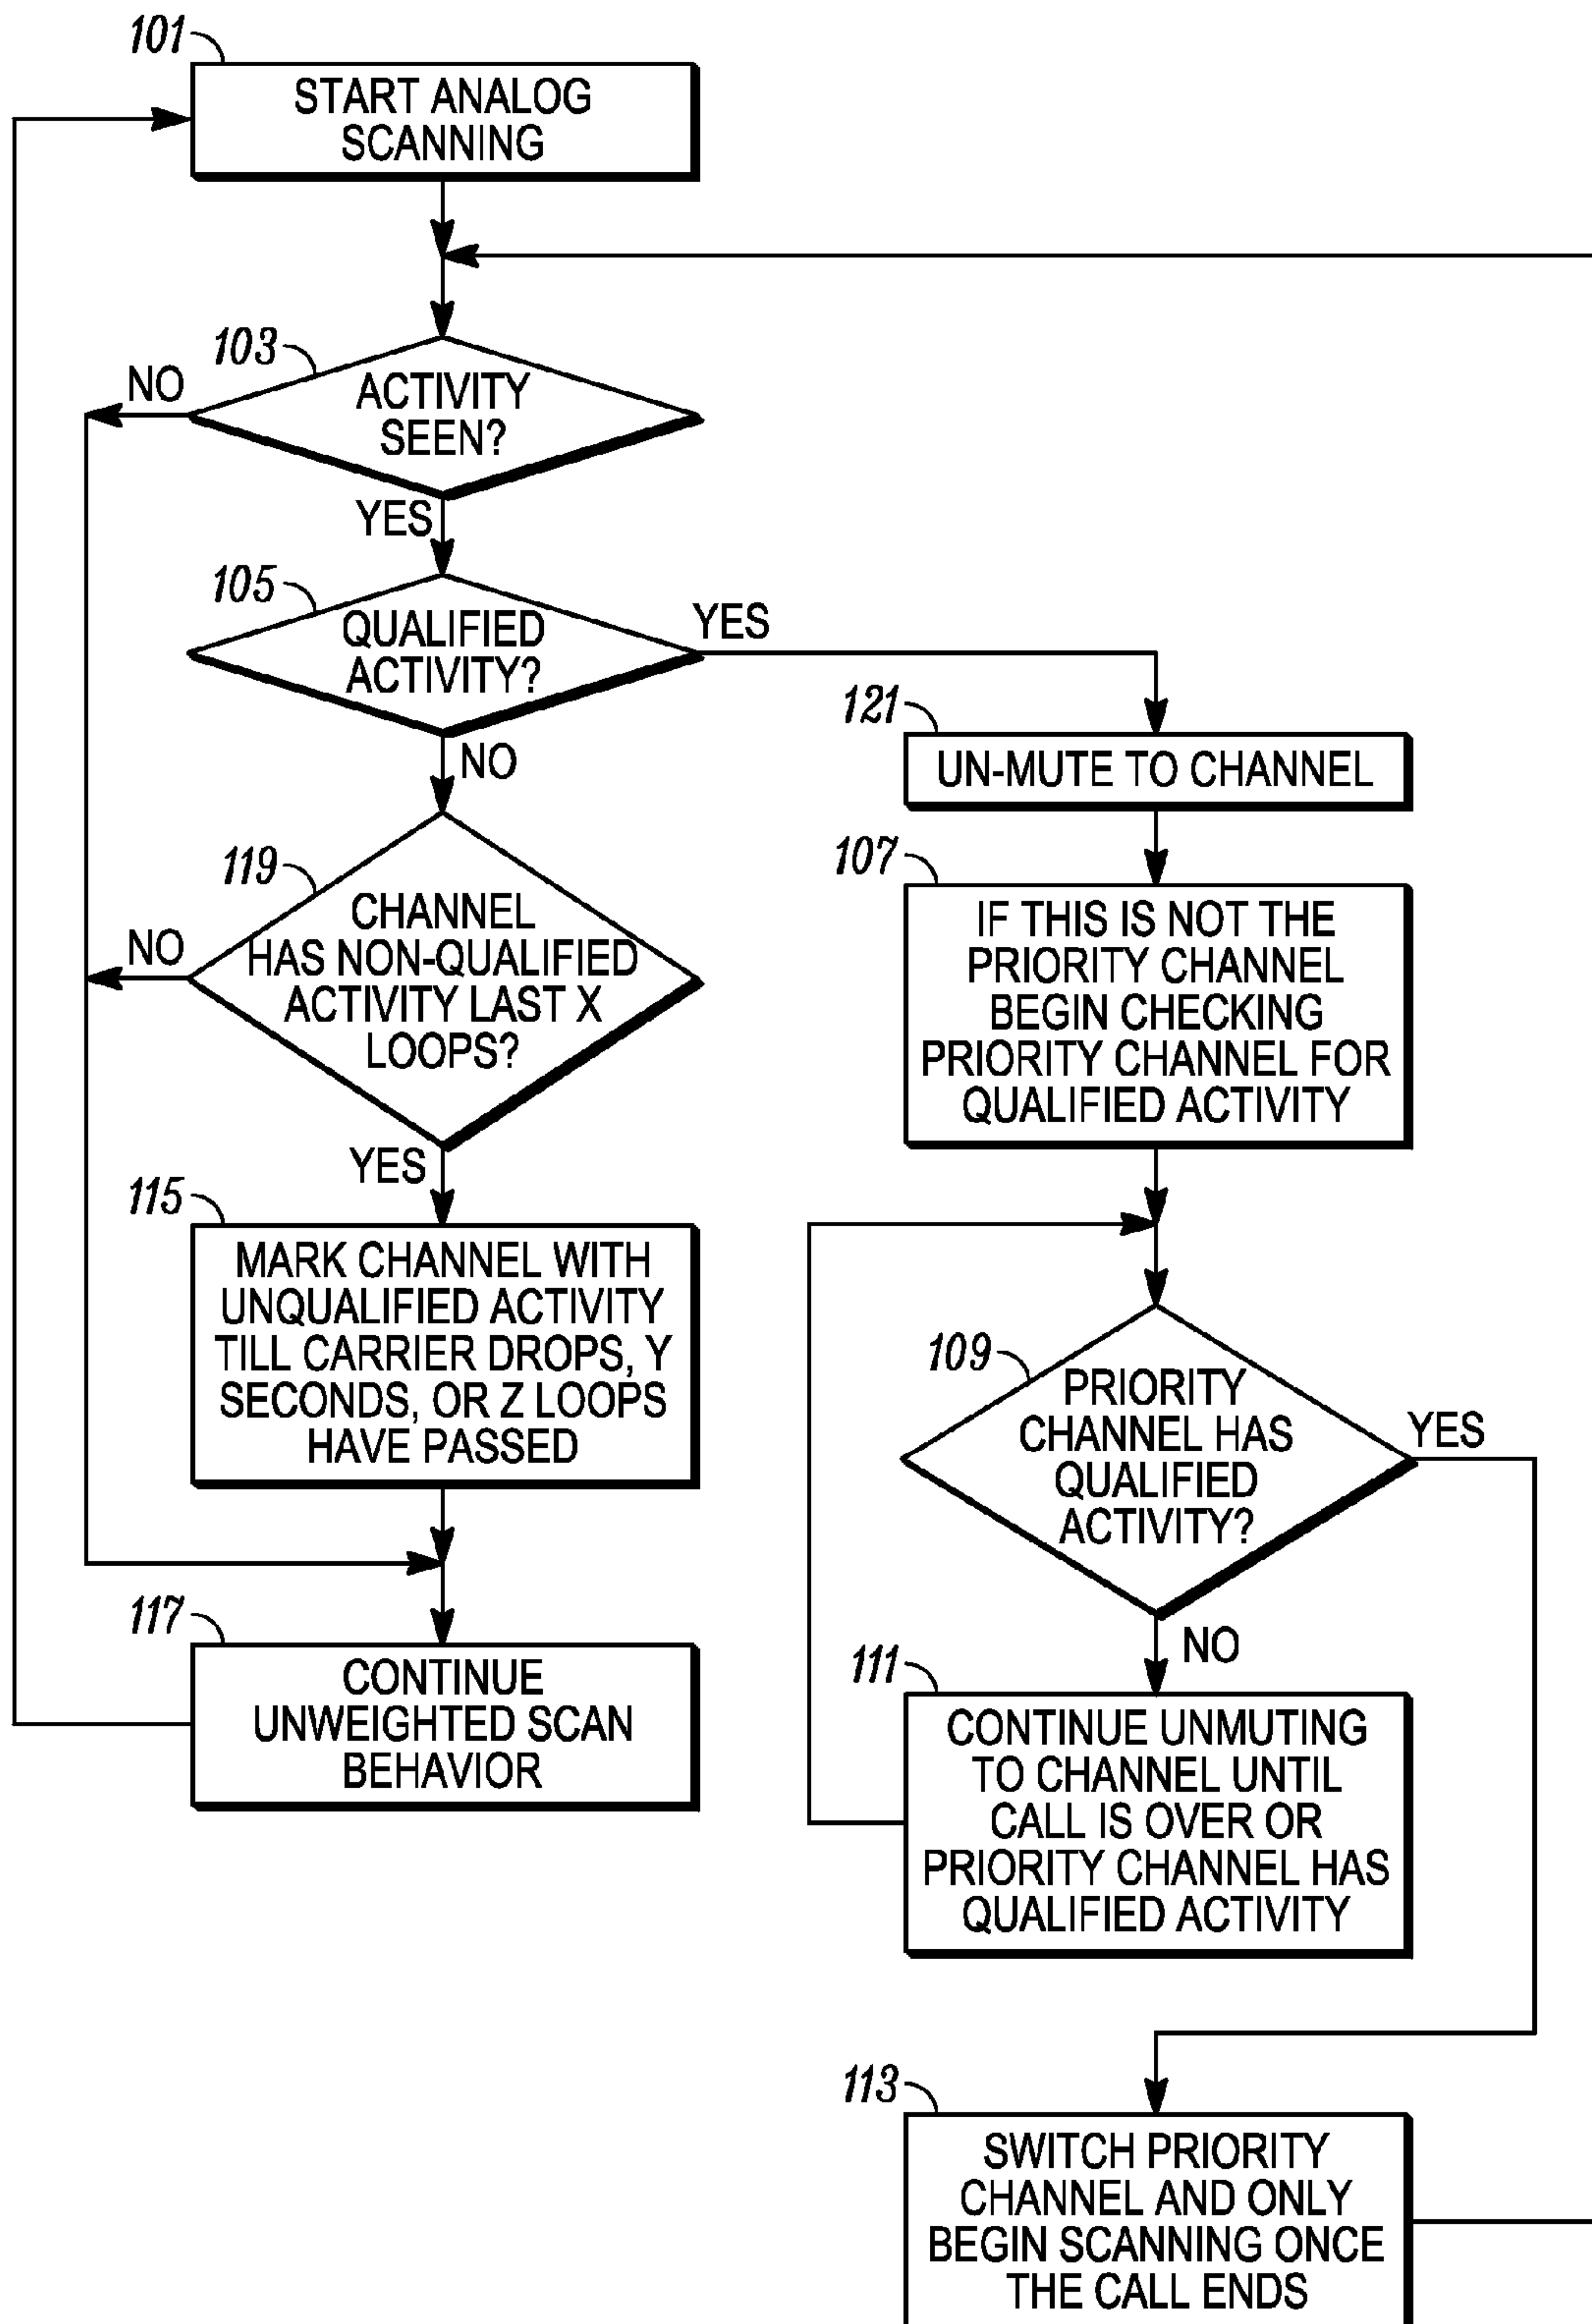 101
START ANALOG
SCANNING
103
NO
ACTIVITY
SEEN?
YES
105
QUALIFIED
ACTIVITY?
YES
NO
119
NO
CHANNEL
HAS NON-QUALIFIED
ACTIVITY LAST X
LOOPS?
YES
115
MARK CHANNEL WITH
UNQUALIFIED ACTIVITY
TILL CARRIER DROPS, Y
SECONDS, OR Z LOOPS
HAVE PASSED
117
CONTINUE
UNWEIGHTED SCAN
BEHAVIOR
121
UN-MUTE TO CHANNEL
107
IF THIS IS NOT THE
PRIORITY CHANNEL
BEGIN CHECKING
PRIORITY CHANNEL FOR
QUALIFIED ACTIVITY
109
PRIORITY
CHANNEL HAS
QUALIFIED
ACTIVITY?
YES
NO
111
CONTINUE UNMUTING
TO CHANNEL UNTIL
CALL IS OVER OR
PRIORITY CHANNEL HAS
QUALIFIED ACTIVITY
113
SWITCH PRIORITY
CHANNEL AND ONLY
BEGIN SCANNING ONCE
THE CALL ENDS